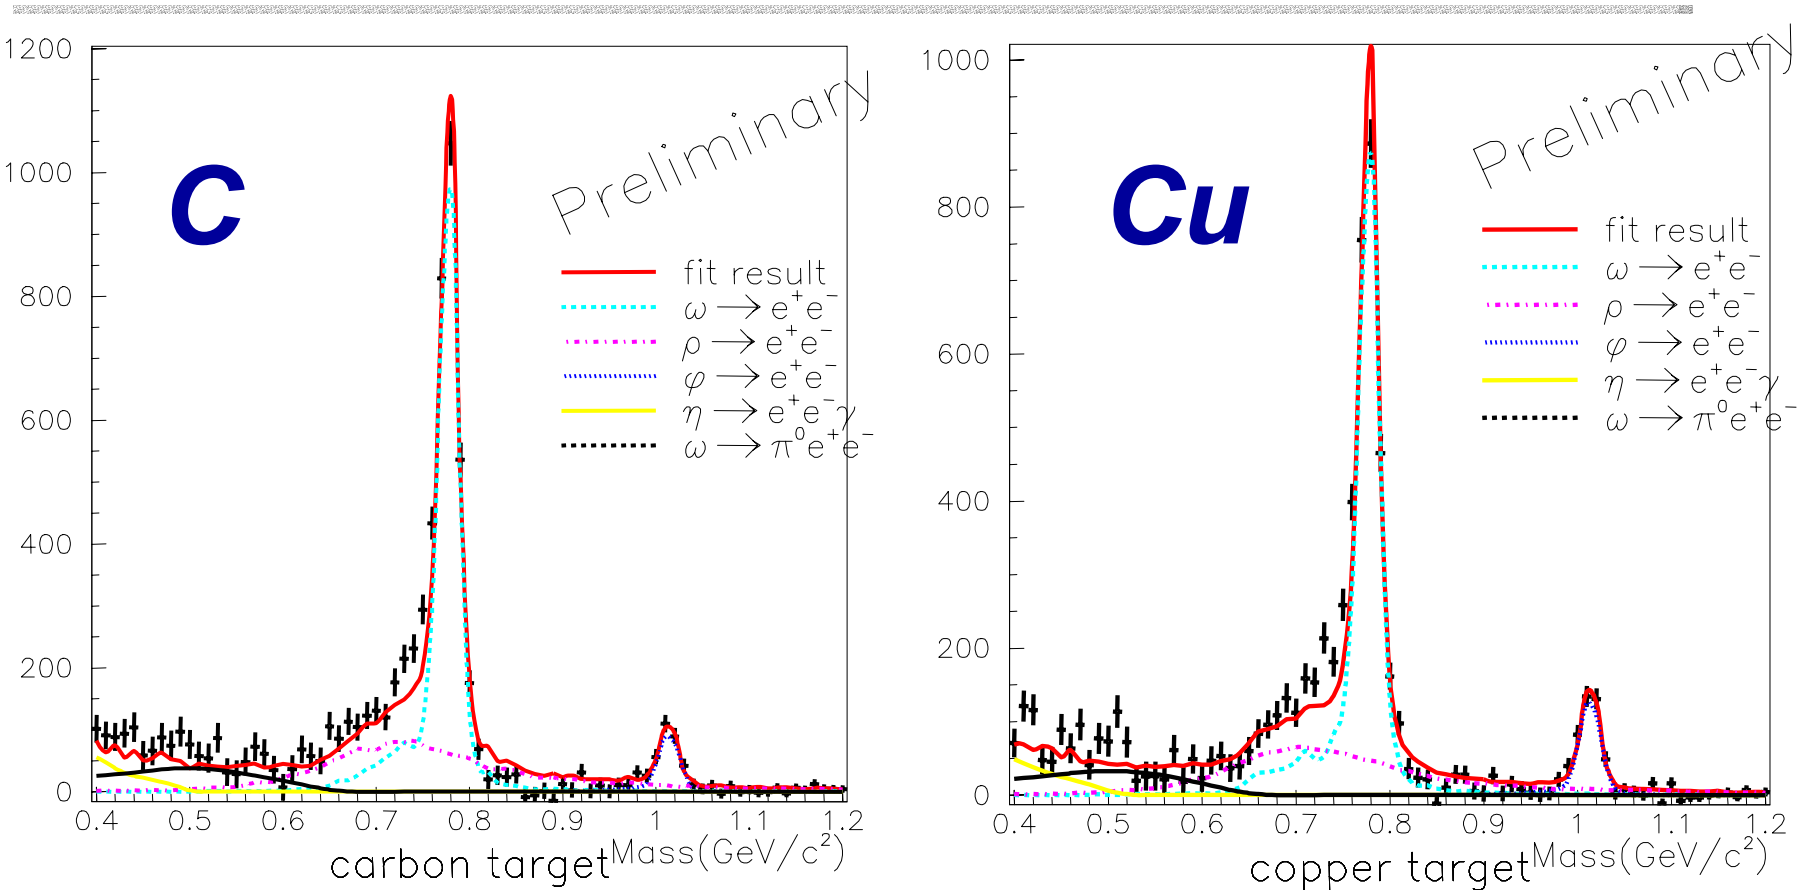 1200
1000
800
600
400
200
0
C
Preliminary
fit result
ω → e⁺e⁻
ρ → e⁺e⁻
φ → e⁺e⁻
η → e⁺e⁻γ
ω → π⁰e⁺e⁻
0.4 0.5 0.6 0.7 0.8 0.9 1 1.1 1.2
Mass(GeV/c²)
carbon target
1000
800
600
400
200
0
Cu
Preliminary
fit result
ω → e⁺e⁻
ρ → e⁺e⁻
φ → e⁺e⁻
η → e⁺e⁻γ
ω → π⁰e⁺e⁻
0.4 0.5 0.6 0.7 0.8 0.9 1 1.1 1.2
Mass(GeV/c²)
copper target